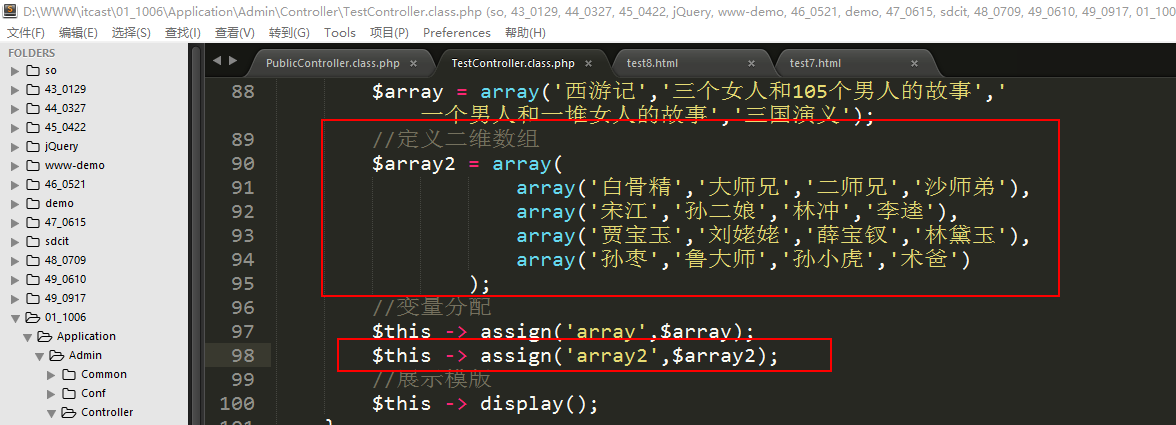 D:\WWW\itcast\01_1006\Application\Admin\Controller\TestController.class.php (so, 43_0129, 44_0327, 45_0422, jQuery, www-demo, 46_0521, demo, 47_0615, sdcit, 48_0709, 49_0610, 49_0917, 01_100
文件(F) 编辑(E) 选择(S) 查找(I) 查看(V) 转到(G) Tools 项目(P) Preferences 帮助(H)
FOLDERS
so
43_0129
44_0327
45_0422
jQuery
www-demo
46_0521
demo
47_0615
sdcit
48_0709
49_0610
49_0917
01_1006
Application
Admin
Common
Conf
Controller
PublicController.class.php × TestController.class.php × test8.html × test7.html ×
88 $array = array('西游记','三个女人和105个男人的故事','
一个男人和一堆女人的故事','三国演义');
89 //定义二维数组
90 $array2 = array(
91 array('白骨精','大师兄','二师兄','沙师弟'),
92 array('宋江','孙二娘','林冲','李逵'),
93 array('贾宝玉','刘姥姥','薛宝钗','林黛玉'),
94 array('孙枣','鲁大师','孙小虎','术爸')
95 );
96 //变量分配
97 $this -> assign('array',$array);
98 $this -> assign('array2',$array2);
99 //展示模版
100 $this -> display();